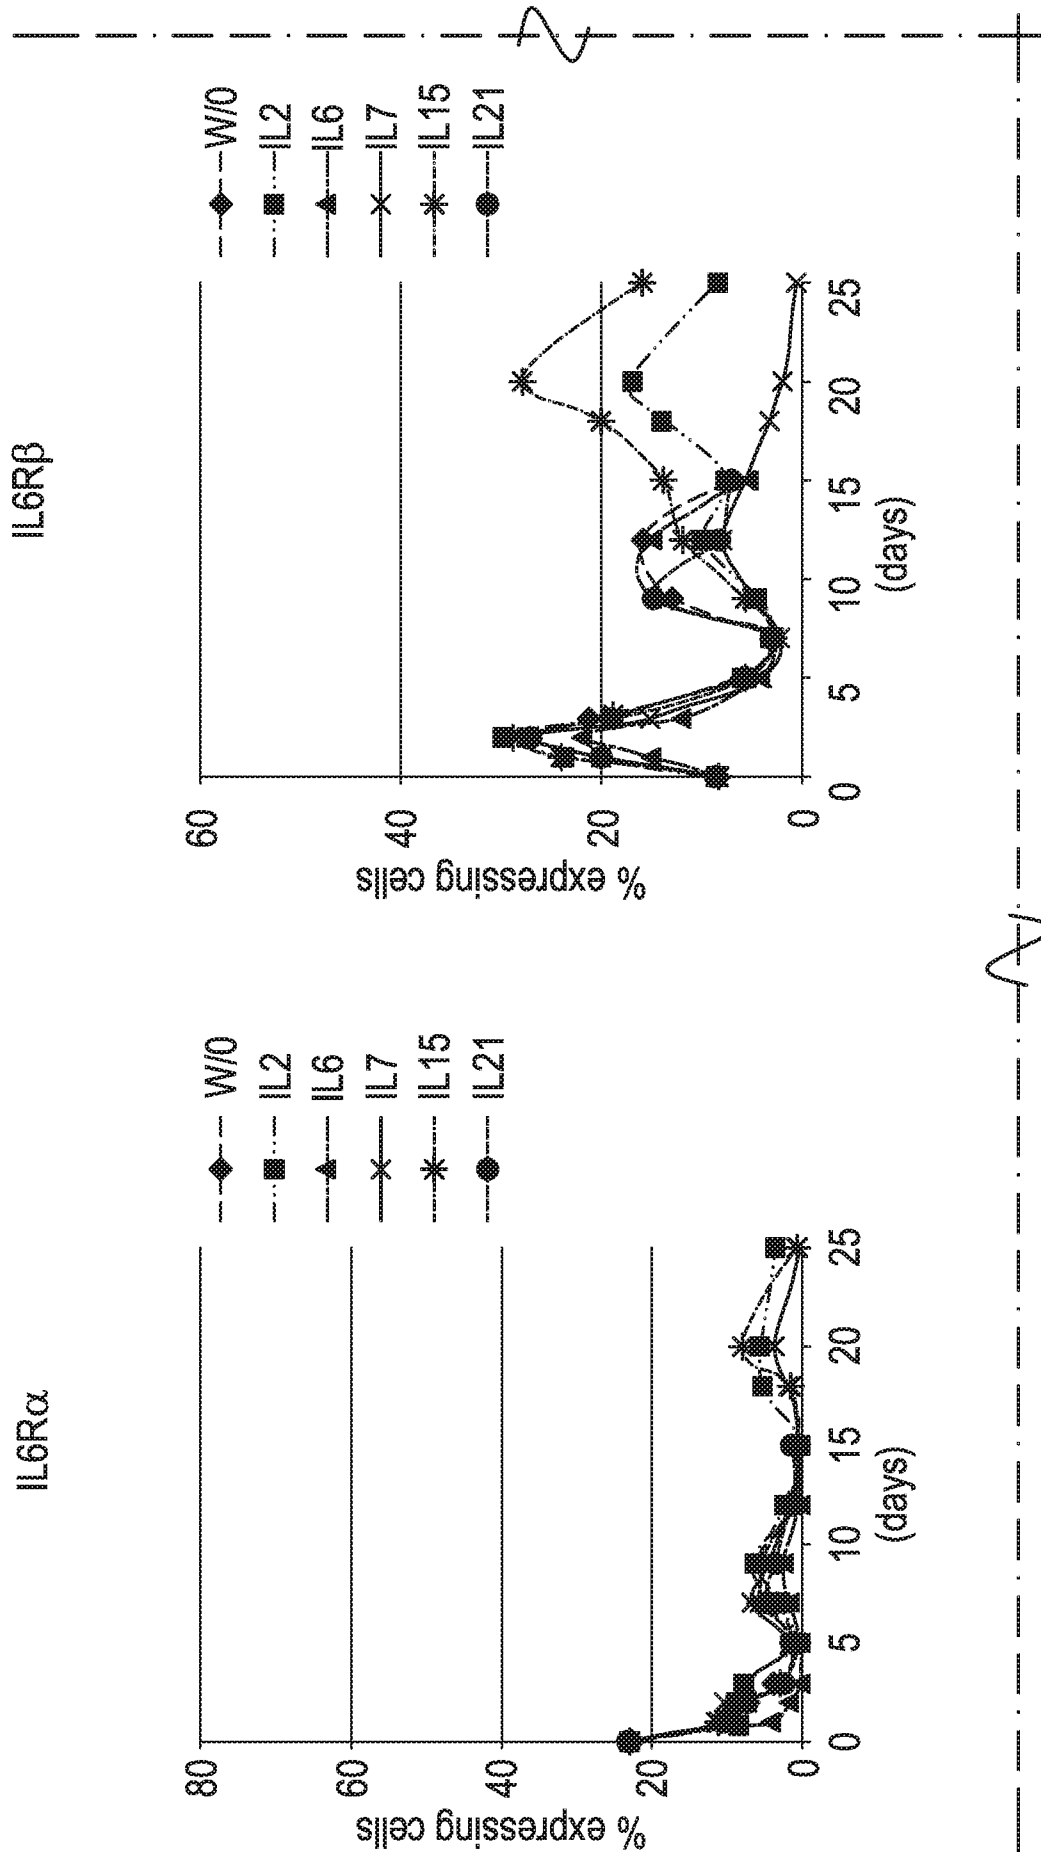 IL6Rα
% expressing cells
80
60
40
20
0
0 5 10 15 20 25
(days)
W/0
IL2
IL6
IL7
IL15
IL21
IL6Rβ
% expressing cells
60
40
20
0
0 5 10 15 20 25
(days)
W/0
IL2
IL6
IL7
IL15
IL21